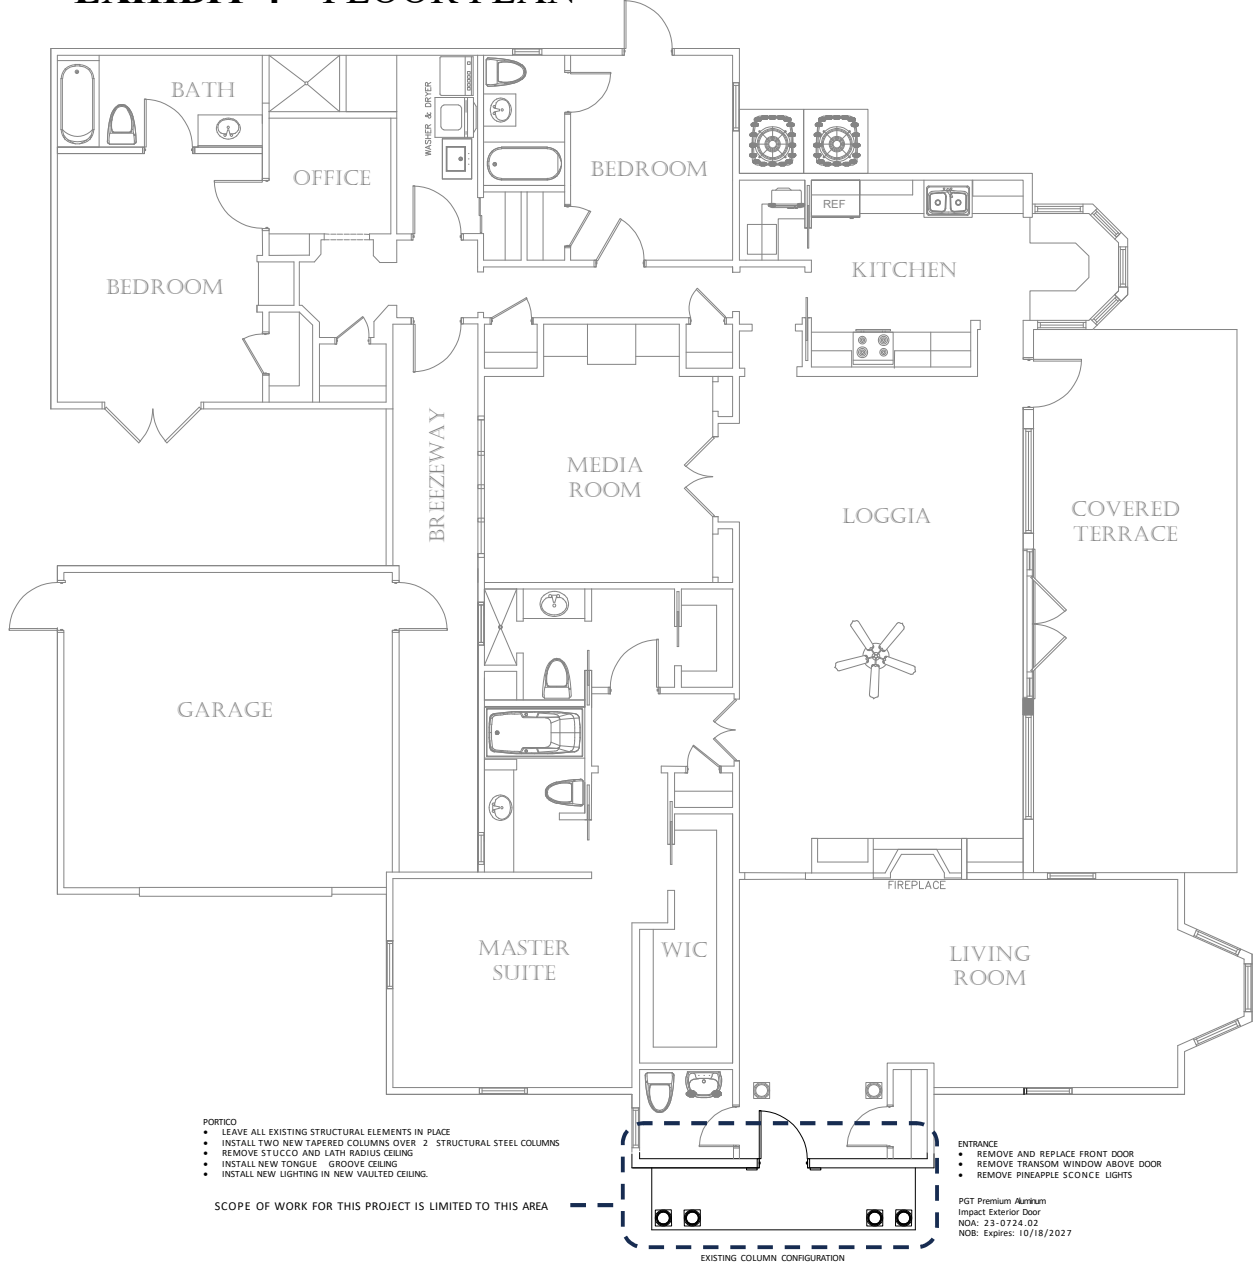 EXHIBIT 4 FLOOR PLAN
BATH
WASHER & DRYER
OFFICE
BEDROOM
REF
KITCHEN
BEDROOM
BREEZEWAY
MEDIA
ROOM
LOGGIA
COVERED
TERRACE
GARAGE
FIREPLACE
MASTER
SUITE
WIC
LIVING
ROOM
PORTICO
• LEAVE ALL EXISTING STRUCTURAL ELEMENTS IN PLACE
• INSTALL TWO NEW TAPERED COLUMNS OVER 2 STRUCTURAL STEEL COLUMNS
• REMOVE STUCCO AND LATH RADIUS CEILING
• INSTALL NEW TONGUE GROOVE CEILING
• INSTALL NEW LIGHTING IN NEW VAULTED CEILING.
SCOPE OF WORK FOR THIS PROJECT IS LIMITED TO THIS AREA
ENTRANCE
• REMOVE AND REPLACE FRONT DOOR
• REMOVE TRANSOM WINDOW ABOVE DOOR
• REMOVE PINEAPPLE SCONCE LIGHTS
PGT Premium Aluminum
Impact Exterior Door
NOA: 23-0724.02
NOB: Expires: 10/18/2027
EXISTING COLUMN CONFIGURATION